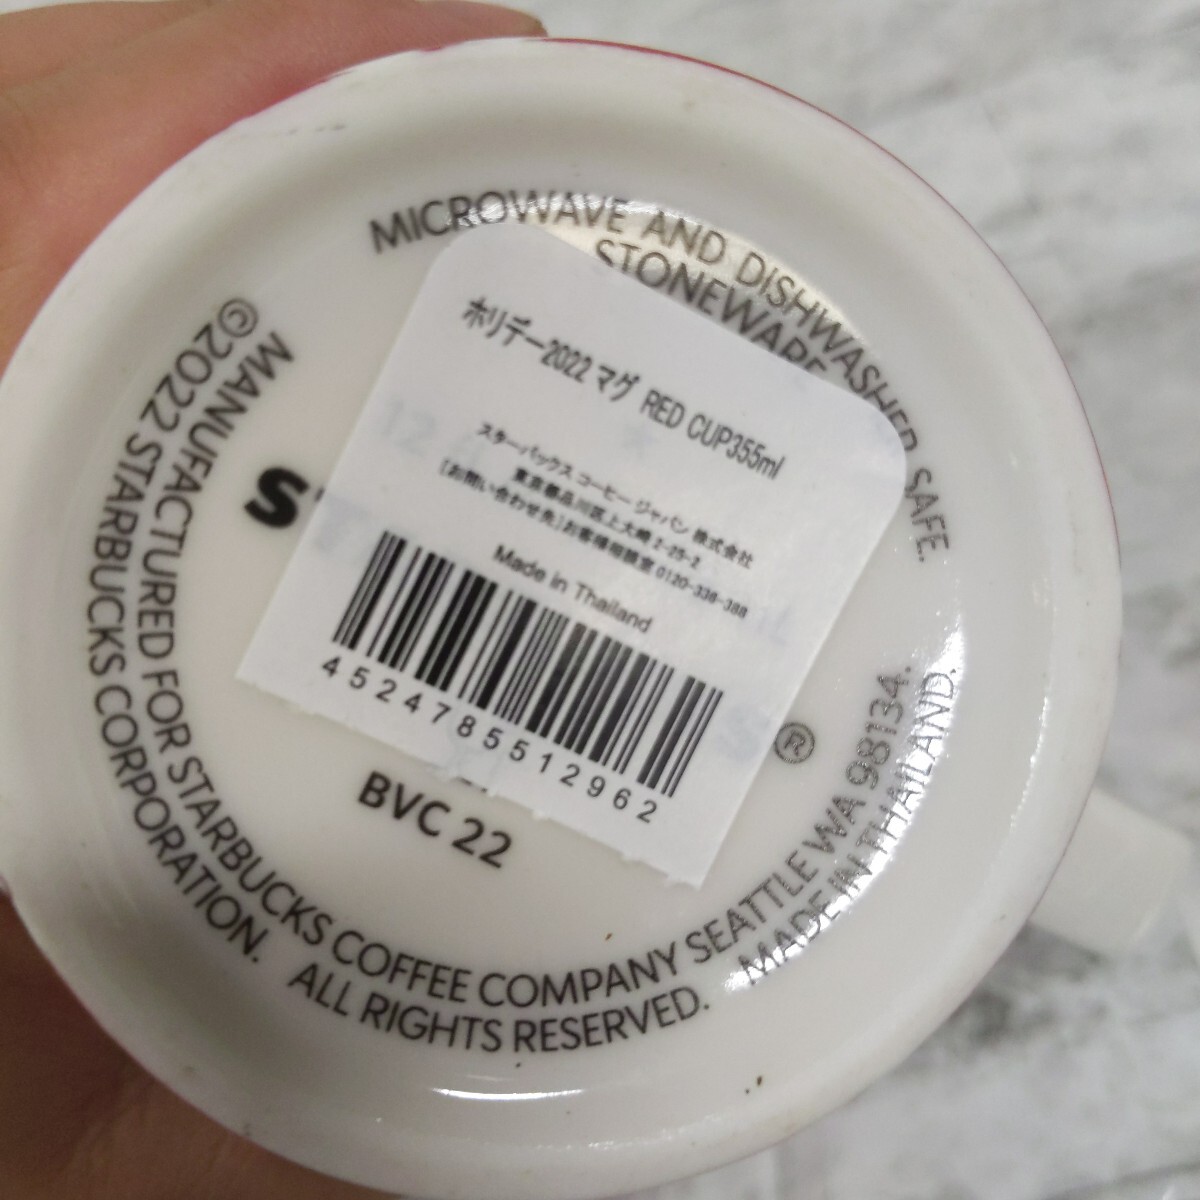 MICROWAVE AND DISHWASHER SAFE.
STONEWARE
ホリデー2022 マグ RED CUP355ml
スターバックス コーヒー ジャパン 株式会社
東京都品川区上大崎 2-25-2
[お問い合わせ先]お客様相談室 0120-336-388
Made in Thailand
4524785512962
S
®
BVC 22
MANUFACTURED FOR STARBUCKS COFFEE COMPANY SEATTLE WA 98134.
©2022 STARBUCKS CORPORATION. ALL RIGHTS RESERVED. MADE IN THAILAND.